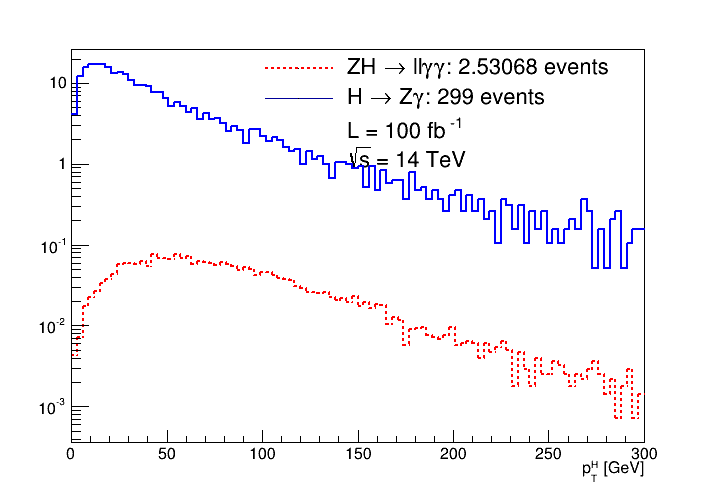 ZH → llγγ: 2.53068 events
H → Zγ: 299 events
L = 100 fb⁻¹
√s = 14 TeV
10
1
10⁻¹
10⁻²
10⁻³
0 50 100 150 200 250 300
p_T^H [GeV]